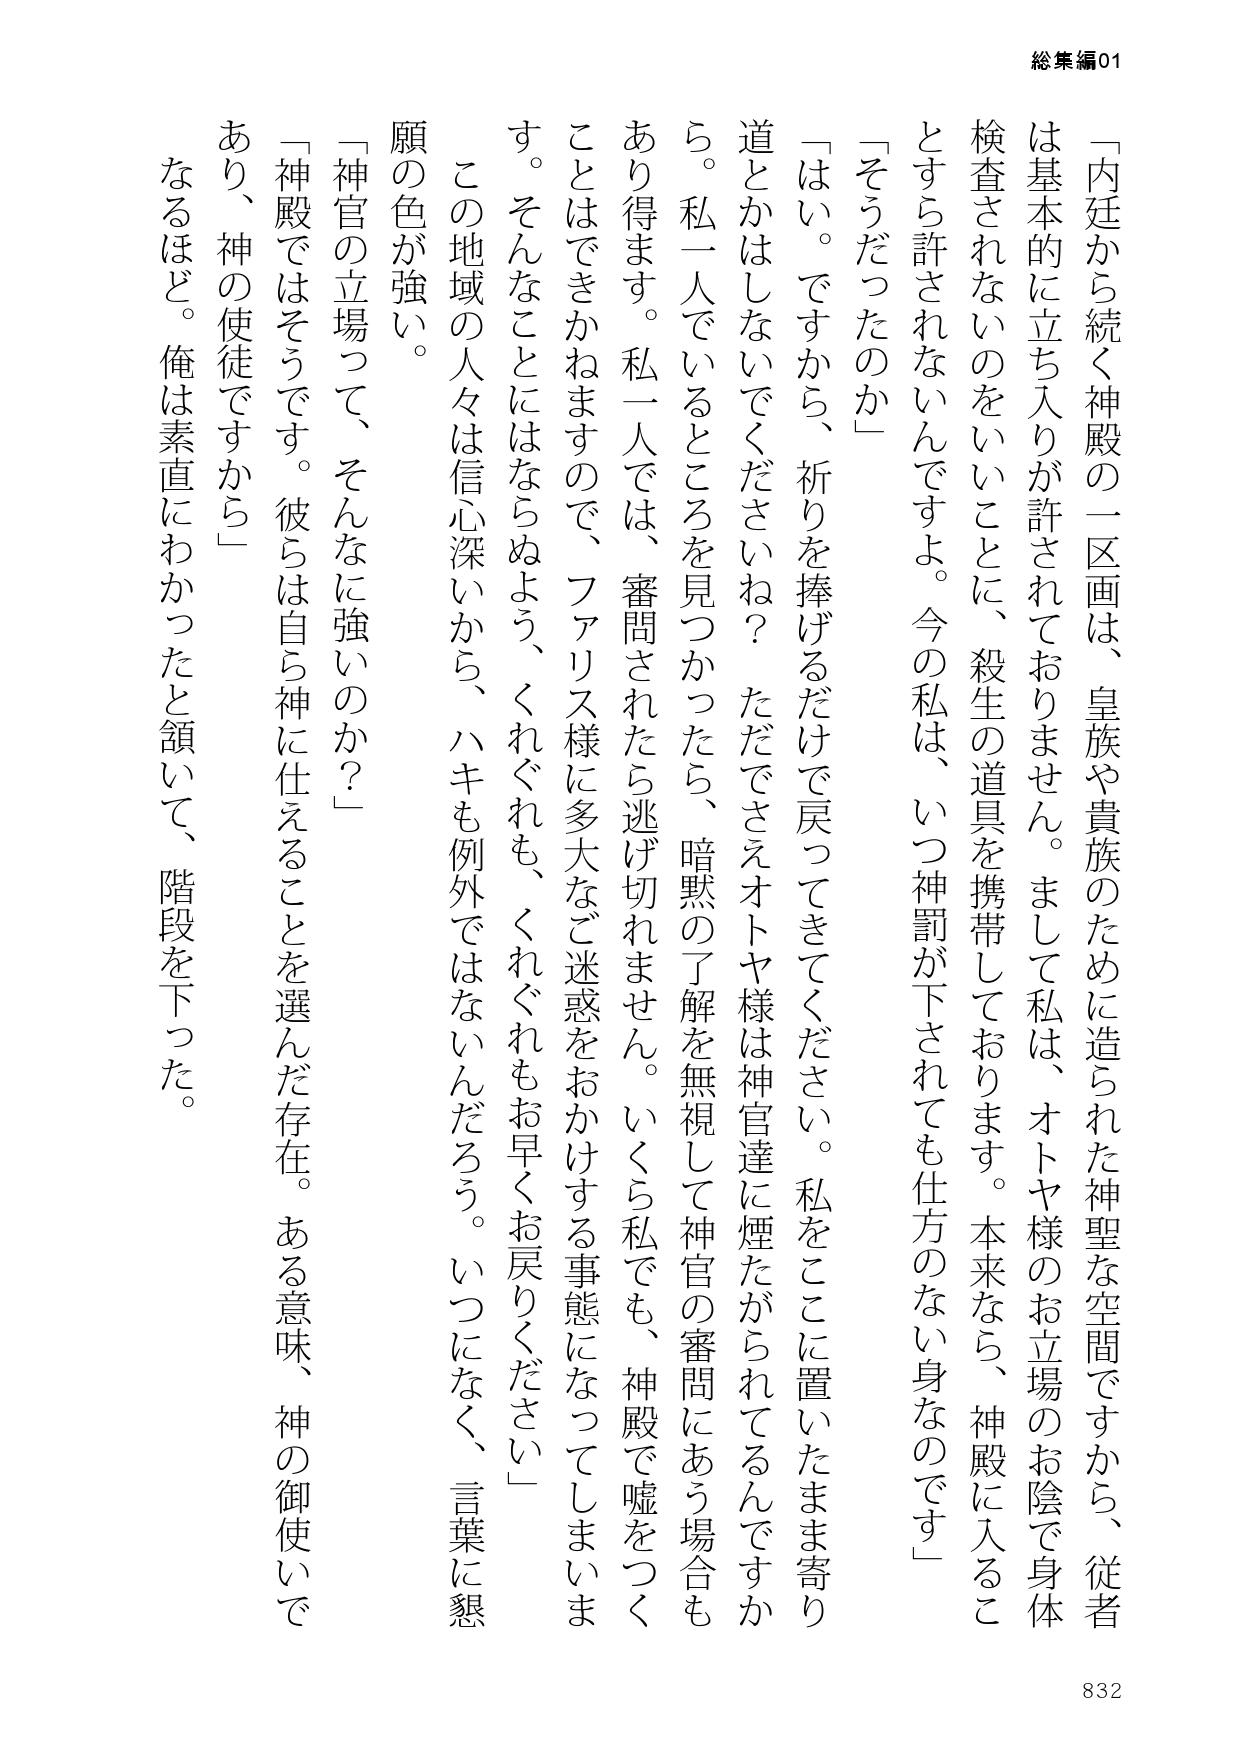 総集編01
「内廷から続く神殿の一区画は、皇族や貴族のために造られた神聖な空間ですから、従者
は基本的に立ち入りが許されておりません。まして私は、オトヤ様のお立場のお陰で身体
検査されないのをいいことに、殺生の道具を携帯しております。本来なら、神殿に入るこ
とすら許されないんですよ。今の私は、いつ神罰が下されても仕方のない身なのです」
「そうだったのか」
「はい。ですから、祈りを捧げるだけで戻ってきてください。私をここに置いたまま寄り
道とかはしないでくださいね？　ただでさえオトヤ様は神官達に煙たがられてるんですか
ら。私一人でいるところを見つかったら、暗黙の了解を無視して神官の審問にあう場合も
あり得ます。私一人では、審問されたら逃げ切れません。いくら私でも、神殿で嘘をつく
ことはできかねますので、ファリス様に多大なご迷惑をおかけする事態になってしまいま
す。そんなことにはならぬよう、くれぐれも、くれぐれもお早くお戻りください」
この地域の人々は信心深いから、ハキも例外ではないんだろう。いつになく、言葉に懇
願の色が強い。
「神官の立場って、そんなに強いのか？」
「神殿ではそうです。彼らは自ら神に仕えることを選んだ存在。ある意味、神の御使いで
あり、神の使徒ですから」
なるほど。俺は素直にわかったと頷いて、階段を下った。
832